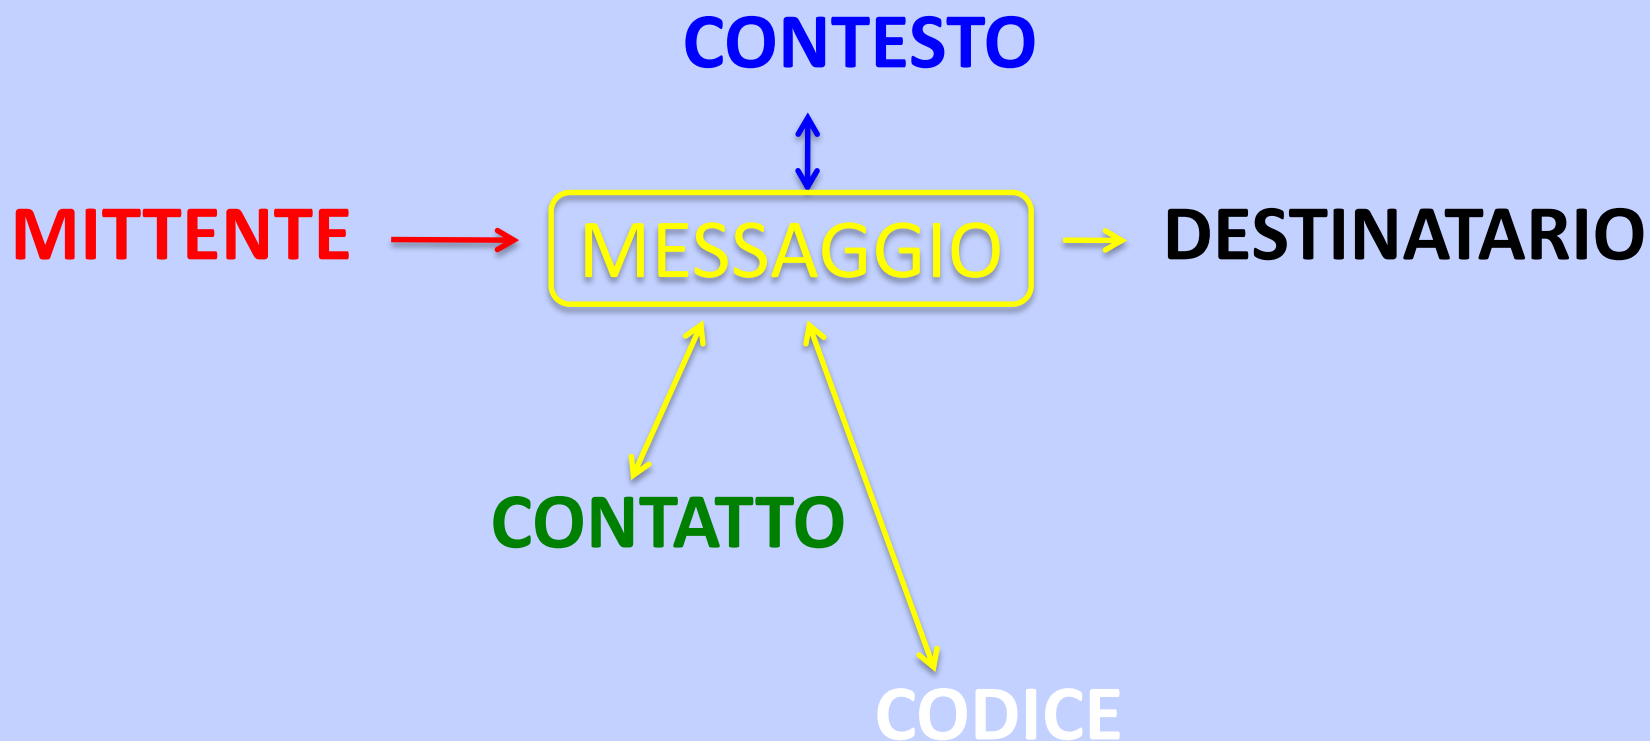 CONTESTO
MITTENTE
MESSAGGIO
DESTINATARIO
CONTATTO
CODICE